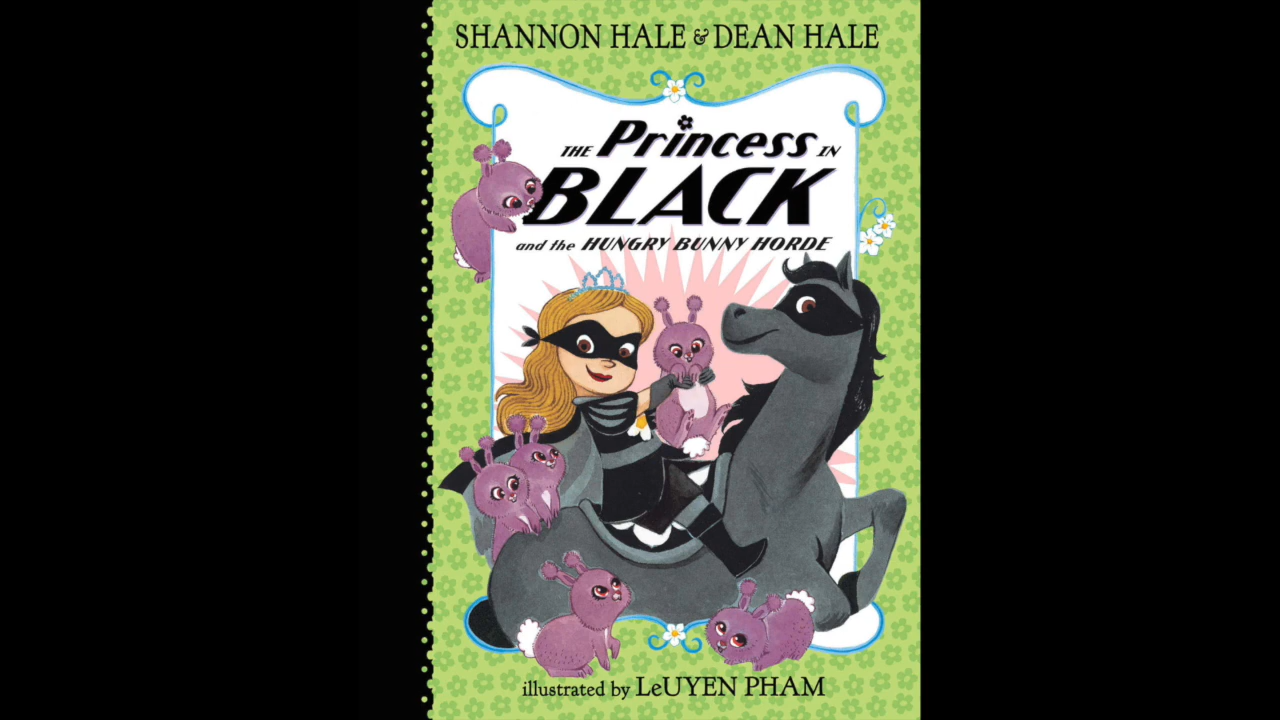 SHANNON HALE & DEAN HALE
THE Princess IN
BLACK
and the HUNGRY BUNNY HORDE
illustrated by LeUYEN PHAM